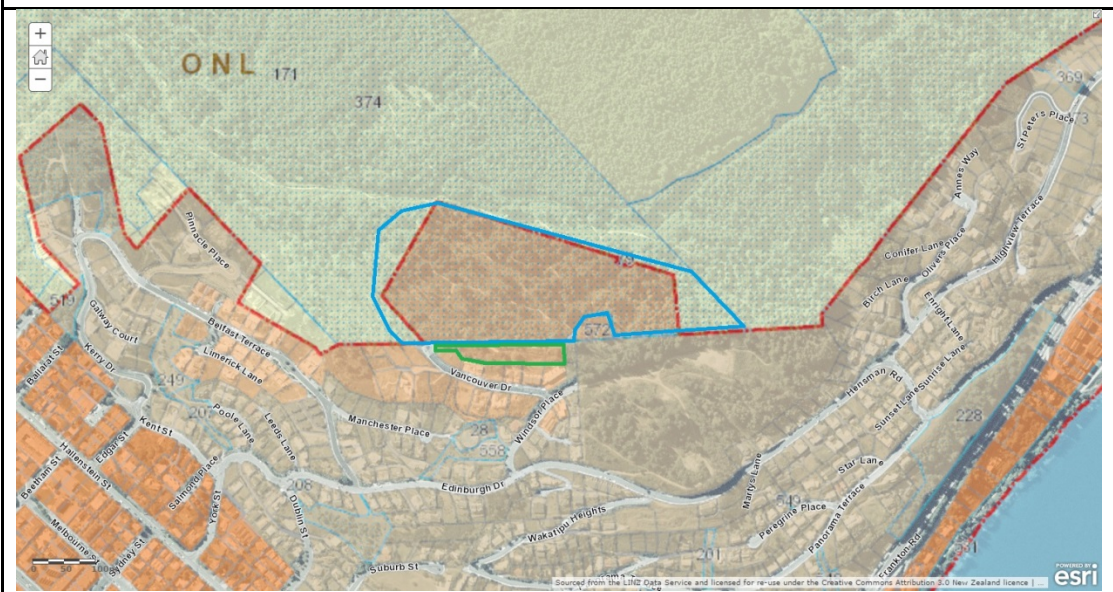 +
−
ONL
171
374
369
St Peters Place
Annes Way
Highview Terrace
Conifer Lane
Olivers Place
Birch Lane
Enright Lane
Sunrise Lane
Hensman Rd
Sunset Lane
228
Star Lane
Martys Lane
Peregrine Place
Panorama Terrace
Frankton Rd
Pinnacle Place
Galway Court
Belfast Terrace
Limerick Lane
Ballarat St
Kerry Dr
249
Poole Lane
Leeds Lane
Manchester Place
Vancouver Dr
Windsor Place
572
28
558
Kent St
Edgar St
Hallenstein St
Beetham St
Salmond Place
York St
208
Dublin St
Edinburgh Dr
Melbourne St
Sydney St
Wakatipu Heights
Suburb St
201
Sourced from the LINZ Data Service and licensed for re-use under the Creative Commons Attribution 3.0 New Zealand licence | ...
POWERED BY
esri